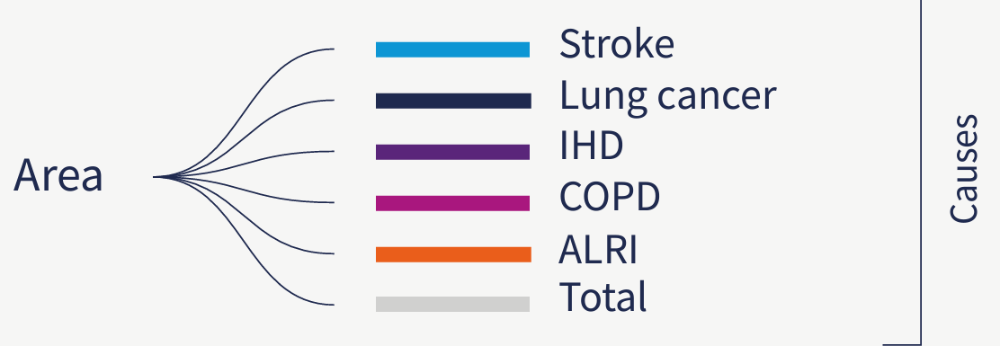 Area
Stroke
Lung cancer
IHD
COPD
ALRI
Total
Causes